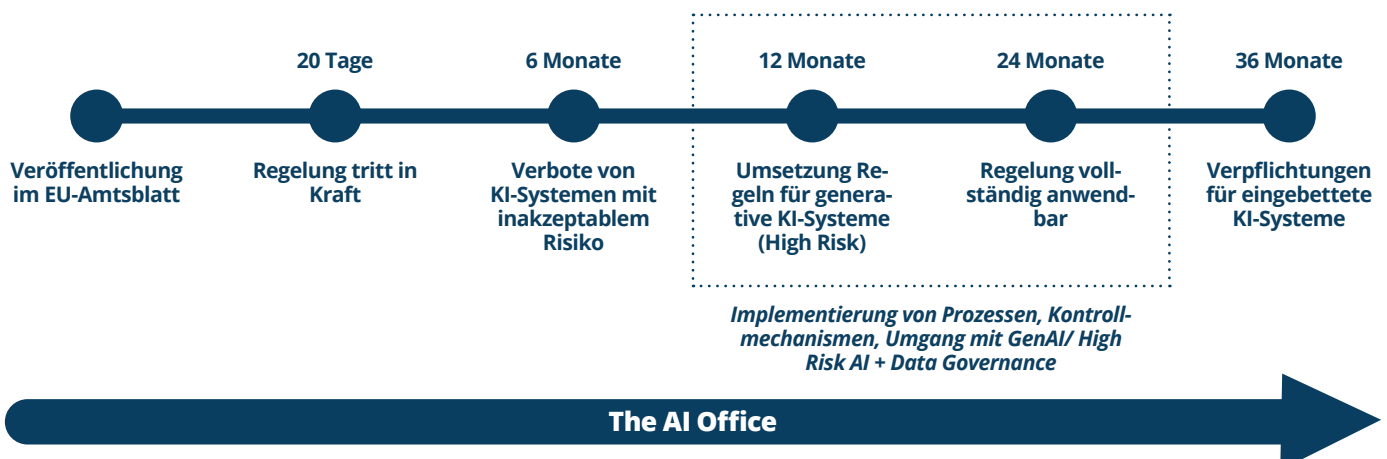 20 Tage
6 Monate
12 Monate
24 Monate
36 Monate
Veröffentlichung
im EU-Amtsblatt
Regelung tritt in
Kraft
Verbote von
KI-Systemen mit
inakzeptablem
Risiko
Umsetzung Re-
geln für genera-
tive KI-Systeme
(High Risk)
Regelung voll-
ständig anwend-
bar
Verpflichtungen
für eingebettete
KI-Systeme
Implementierung von Prozessen, Kontroll-
mechanismen, Umgang mit GenAI/ High
Risk AI + Data Governance
The AI Office